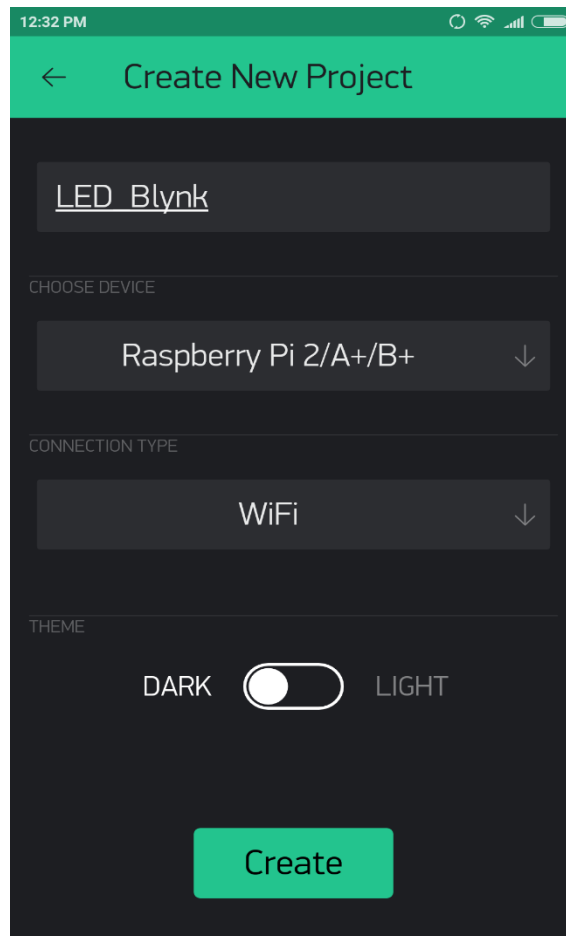 12:32 PM
Create New Project
LED_Blynk
CHOOSE DEVICE
Raspberry Pi 2/A+/B+
CONNECTION TYPE
WiFi
THEME
DARK LIGHT
Create